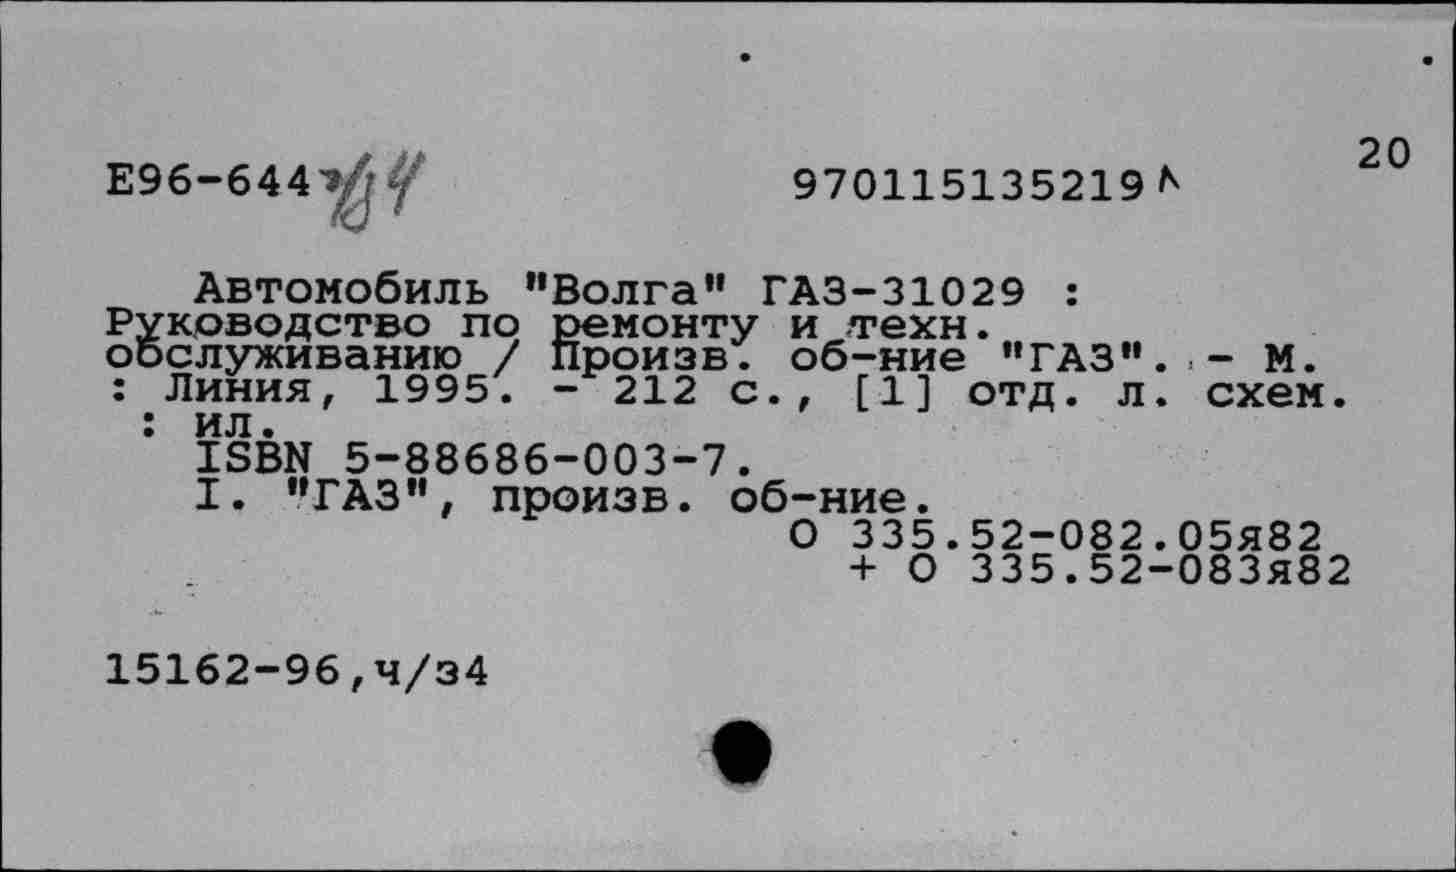 20
E96-644
970115135219
Автомобиль "Волга" ГАЗ-31029 :
Руководство по ремонту и техн.
обслуживанию / Произв. об-ние "ГАЗ". - М.
: Линия, 1995. - 212 с., [1] отд. л. схем.
: ил.
ISBN 5-88686-003-7.
I. "ГАЗ", произв. об-ние.
О 335.52-082.05я82
+ О 335.52-083я82
15162-96,ч/з4